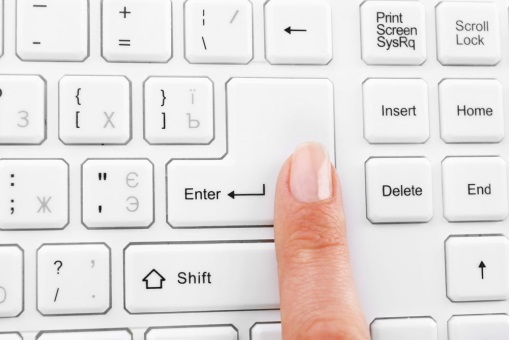 _ -
+ =
¦ / \
←
Print
Screen
SysRq
Scroll
Lock
З
{ [ Х
} ї ] Ъ
Insert
Home
: ; Ж
" Є ' Э
Enter ←
Delete
End
? , / .
Shift
↑